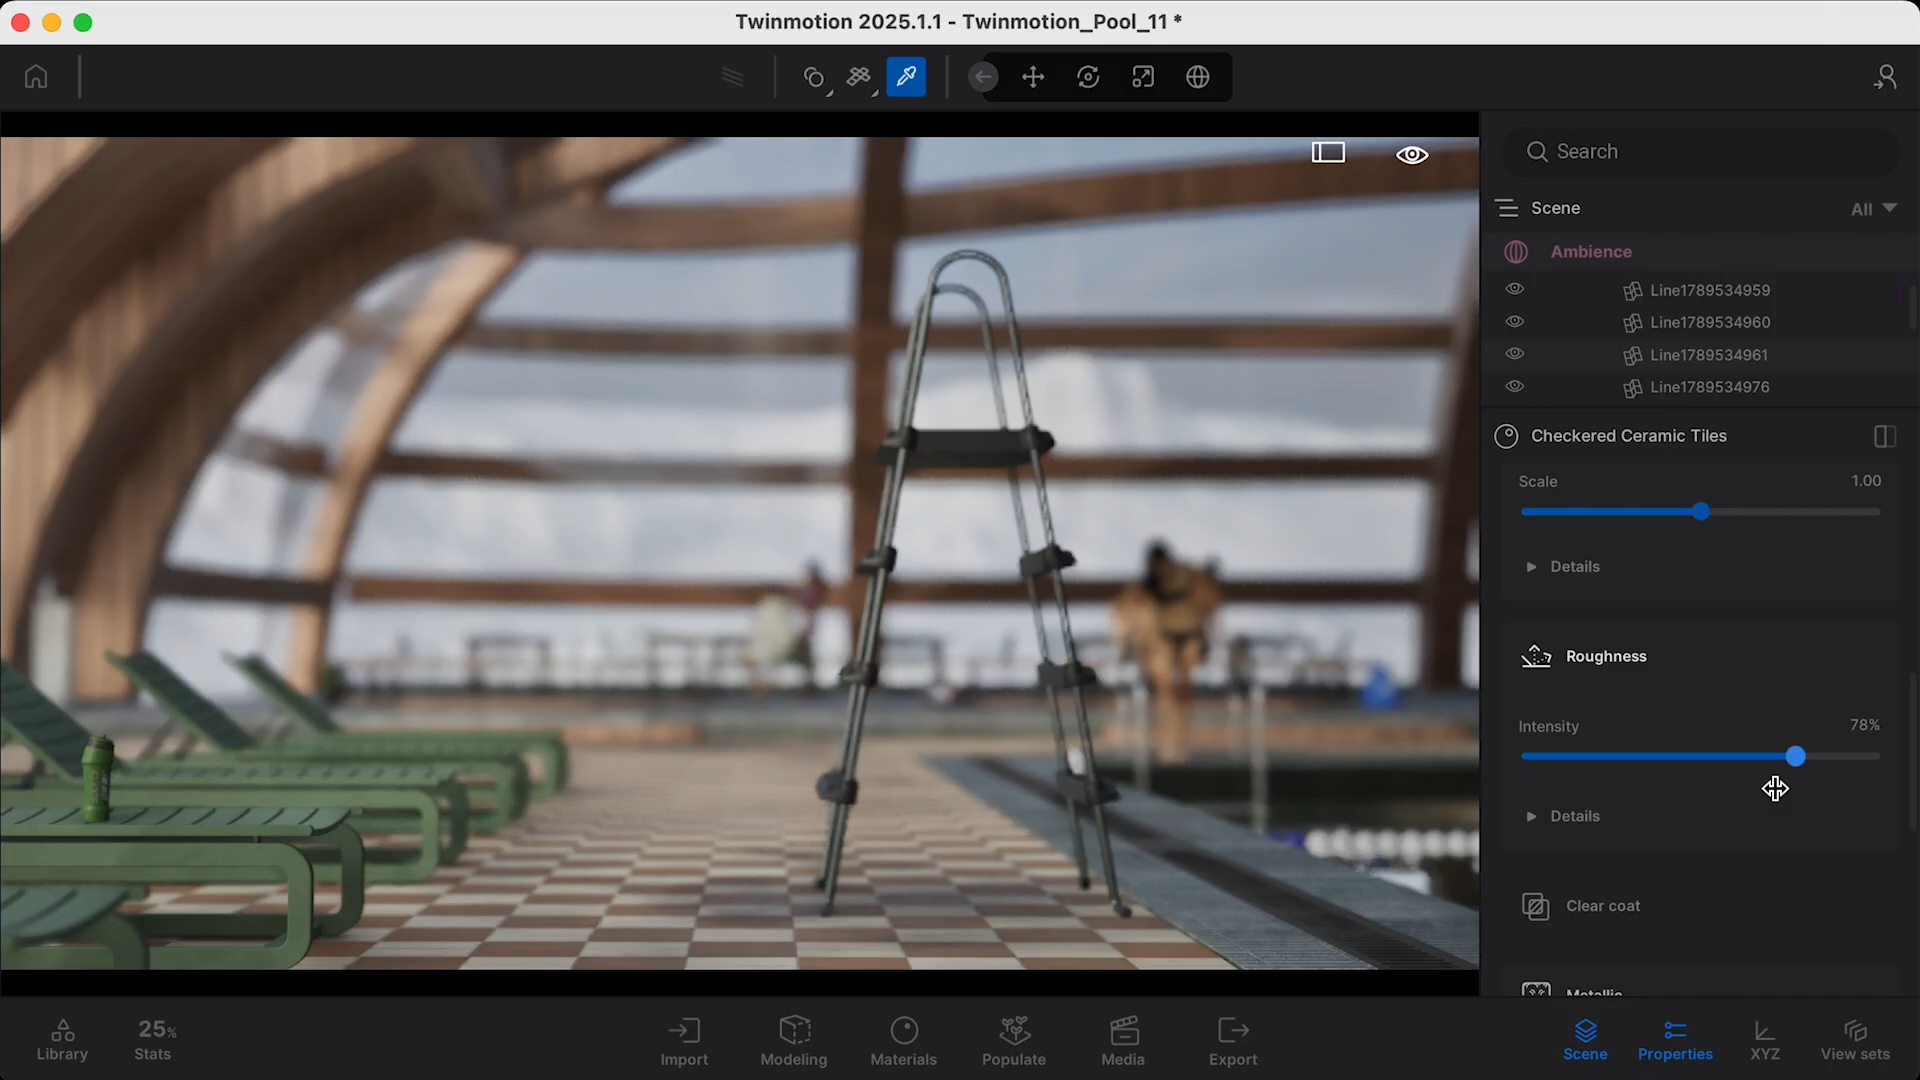 Twinmotion 2025.1.1 - Twinmotion_Pool_11 *
Search
Scene
All
Ambience
Line1789534959
Line1789534960
Line1789534961
Line1789534976
Checkered Ceramic Tiles
Scale
1.00
Details
Roughness
Intensity
78%
Details
Clear coat
Metallic
Library
25%
Stats
Import
Modeling
Materials
Populate
Media
Export
Scene
Properties
XYZ
View sets